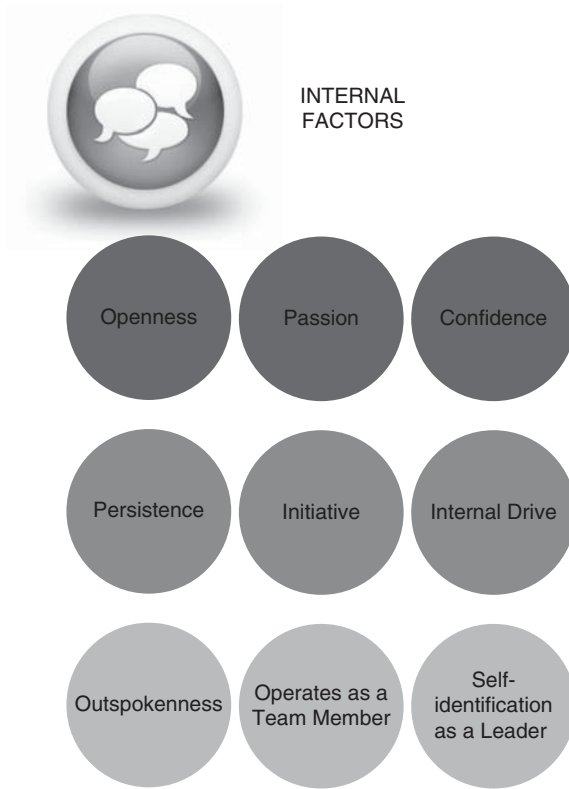 INTERNAL
FACTORS
Openness
Passion
Confidence
Persistence
Initiative
Internal Drive
Outspokenness
Operates as a
Team Member
Self-
identification
as a Leader